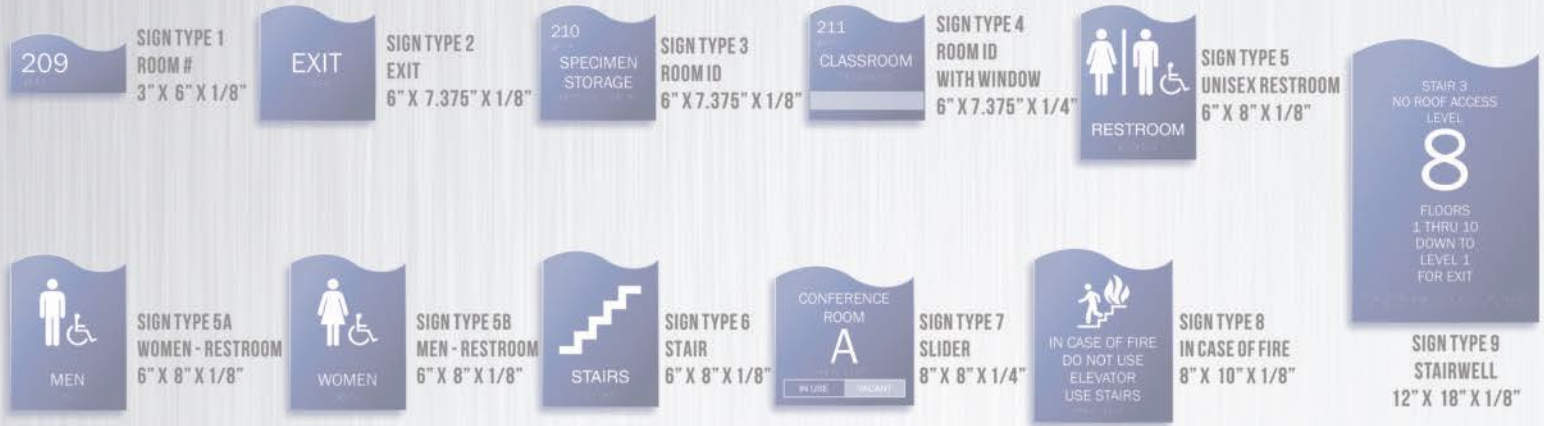 209
SIGN TYPE 1
ROOM #
3" X 6" X 1/8"
EXIT
SIGN TYPE 2
EXIT
6" X 7.375" X 1/8"
210
SPECIMEN
STORAGE
SIGN TYPE 3
ROOM ID
6" X 7.375" X 1/8"
211
CLASSROOM
SIGN TYPE 4
ROOM ID
WITH WINDOW
6" X 7.375" X 1/4"
RESTROOM
SIGN TYPE 5
UNISEX RESTROOM
6" X 8" X 1/8"
STAIR 3
NO ROOF ACCESS
LEVEL
8
FLOORS
1 THRU 10
DOWN TO
LEVEL 1
FOR EXIT
SIGN TYPE 9
STAIRWELL
12" X 18" X 1/8"
MEN
SIGN TYPE 5A
WOMEN - RESTROOM
6" X 8" X 1/8"
WOMEN
SIGN TYPE 5B
MEN - RESTROOM
6" X 8" X 1/8"
STAIRS
SIGN TYPE 6
STAIR
6" X 8" X 1/8"
CONFERENCE
ROOM
A
IN USE VACANT
SIGN TYPE 7
SLIDER
8" X 8" X 1/4"
IN CASE OF FIRE
DO NOT USE
ELEVATOR
USE STAIRS
SIGN TYPE 8
IN CASE OF FIRE
8" X 10" X 1/8"